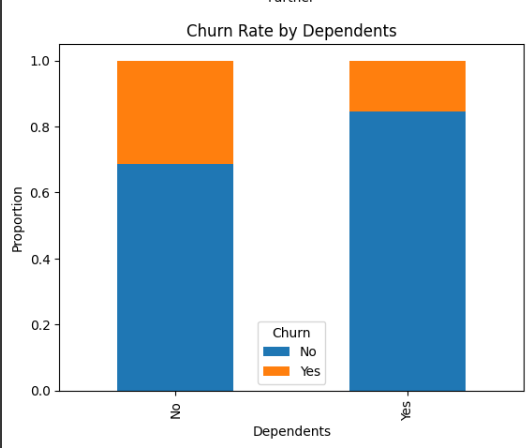 Churn Rate by Dependents
1.0
0.8
0.6
0.4
0.2
0.0
Proportion
Churn
No
Yes
No
Yes
Dependents